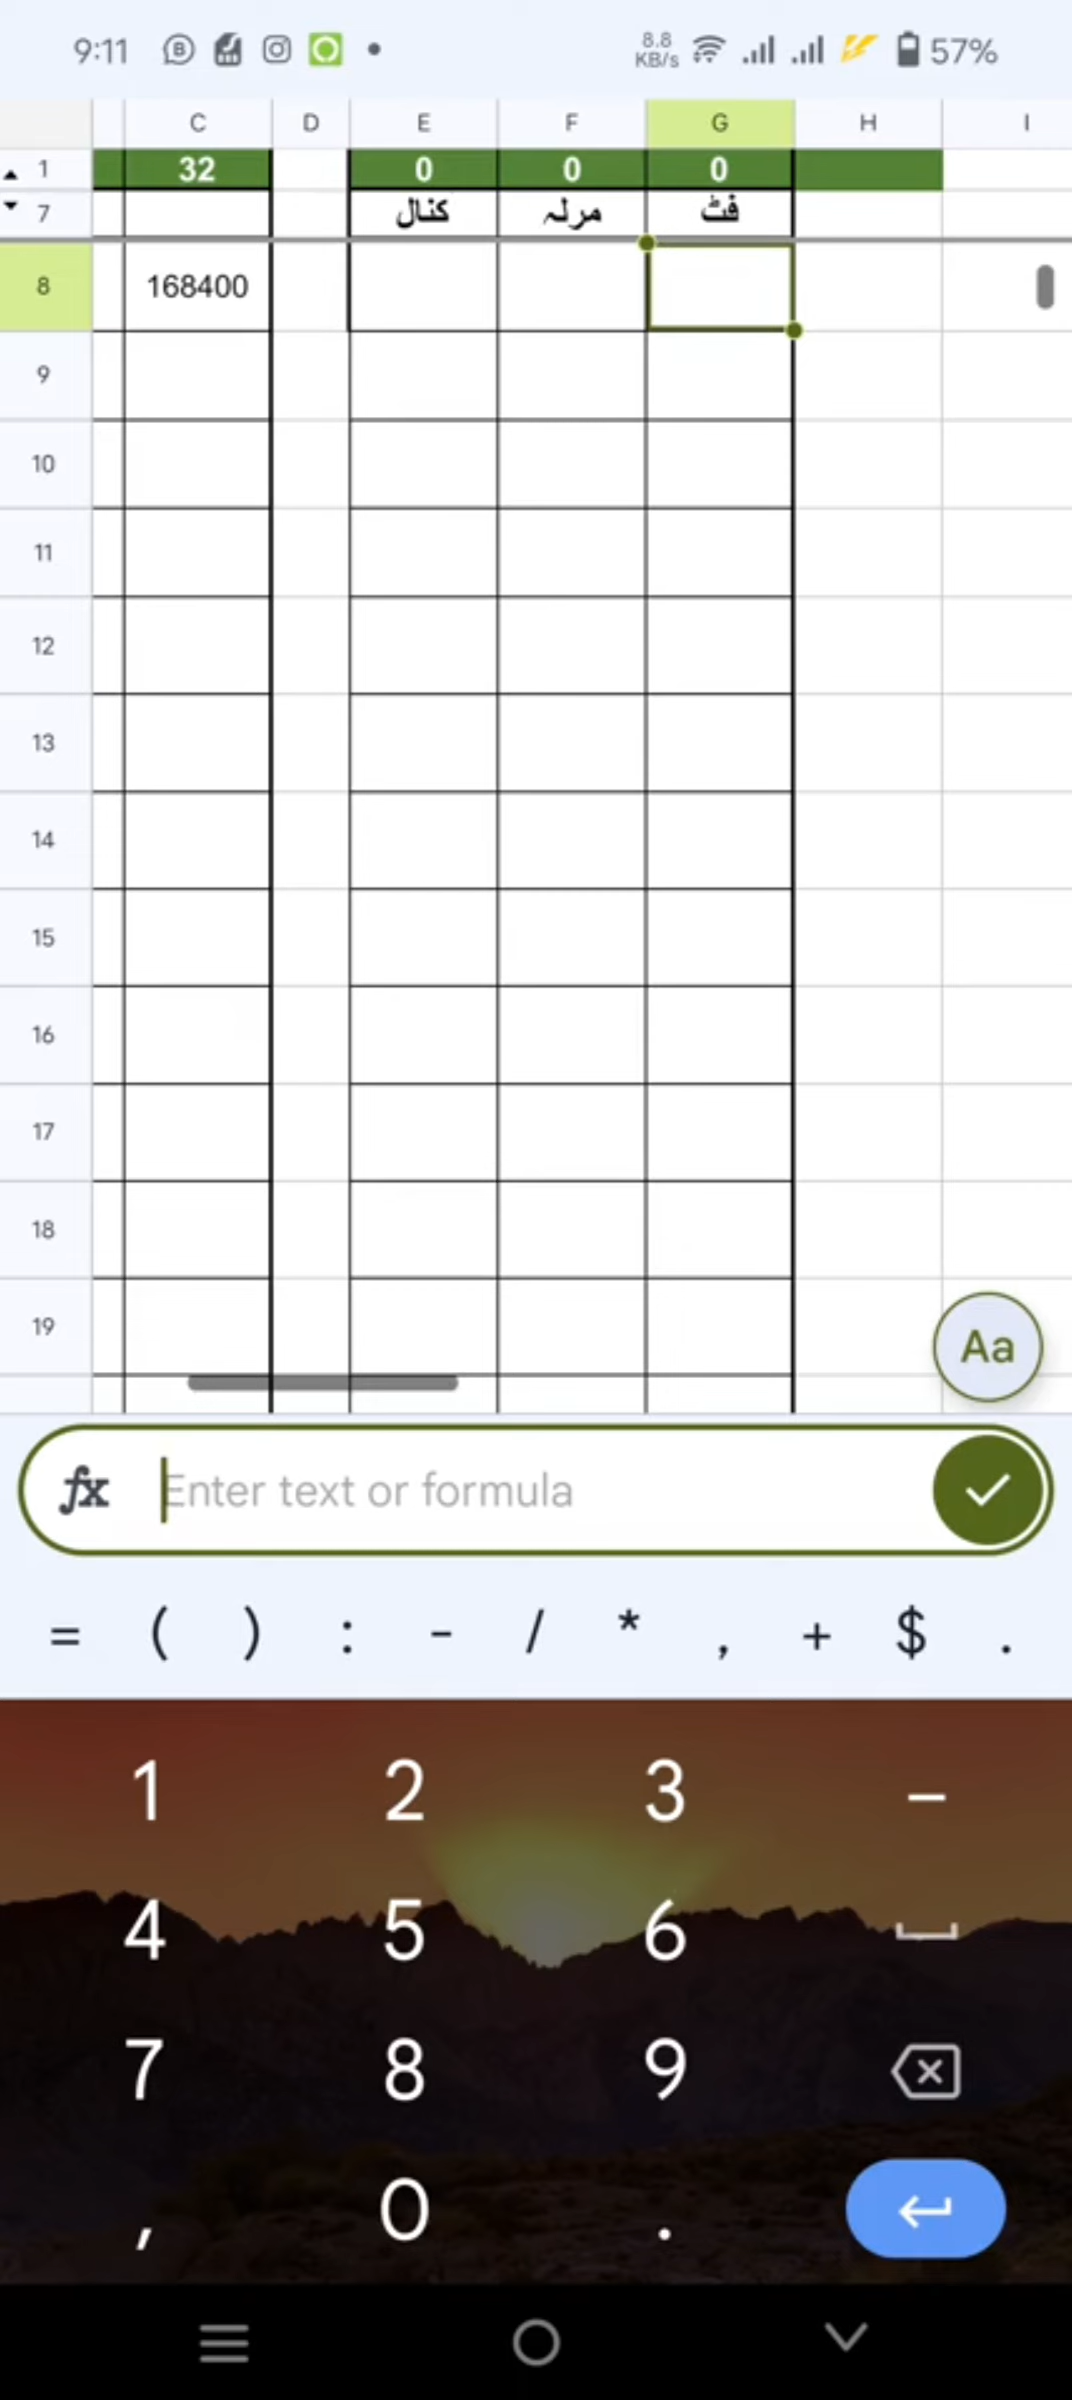 9:11 8.8 KB/s 57%
C D E F G H I
1 32 0 0 0
7 کنال مرلہ فٹ
8 168400
9
10
11
12
13
14
15
16
17
18
19
Aa
fx Enter text or formula
= ( ) : - / * , + $ .
1 2 3 –
4 5 6
7 8 9
, 0 .